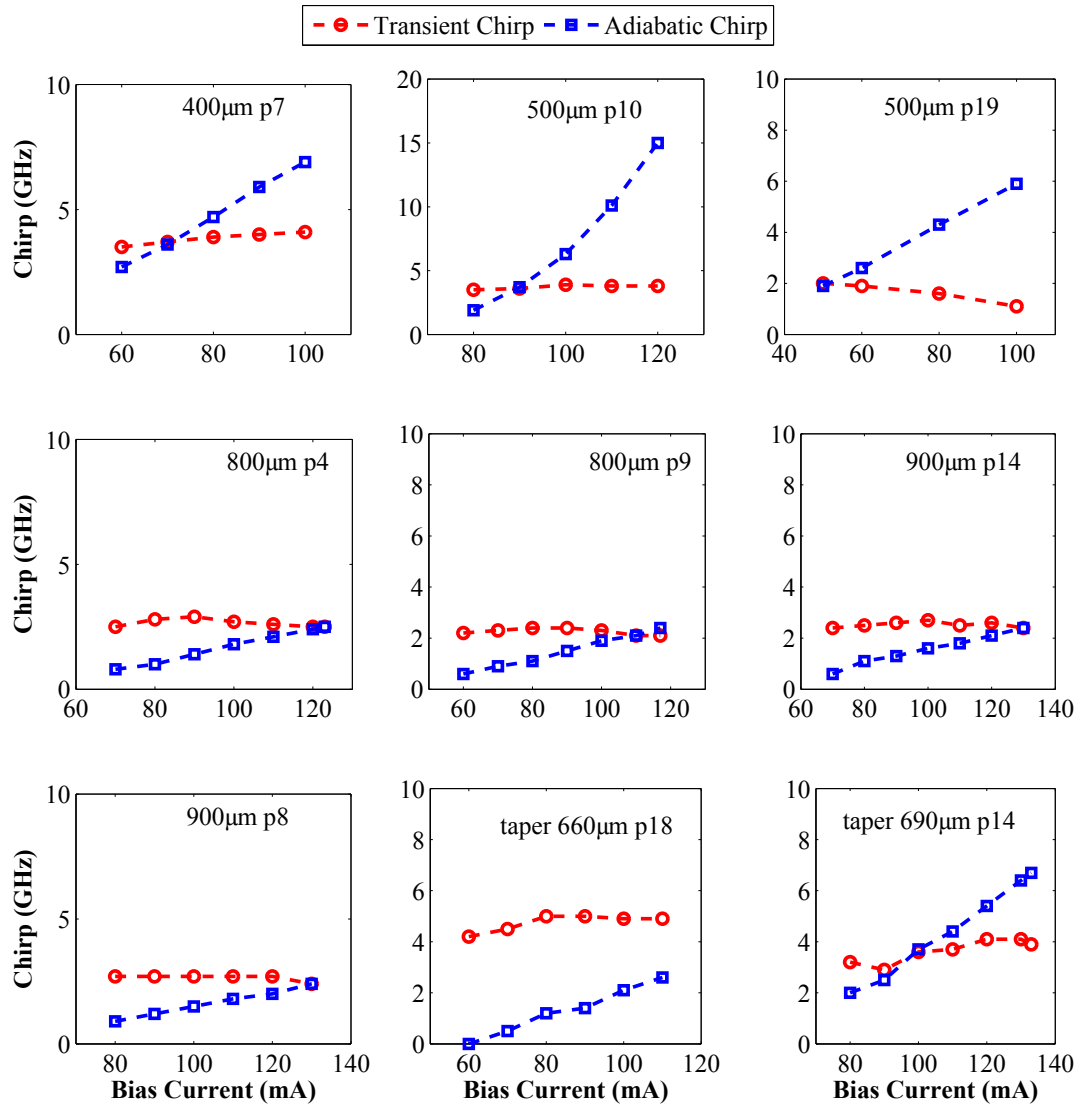 Transient Chirp Adiabatic Chirp
400μm p7
Chirp (GHz)
10
5
0
60 80 100
500μm p10
20
15
10
5
0
80 100 120
500μm p19
10
8
6
4
2
0
40 60 80 100
800μm p4
Chirp (GHz)
10
5
0
60 80 100 120
800μm p9
10
8
6
4
2
0
60 80 100 120
900μm p14
10
8
6
4
2
0
60 80 100 120 140
900μm p8
Chirp (GHz)
10
5
0
80 100 120 140
Bias Current (mA)
taper 660μm p18
10
8
6
4
2
0
60 80 100 120
Bias Current (mA)
taper 690μm p14
10
8
6
4
2
0
80 100 120 140
Bias Current (mA)